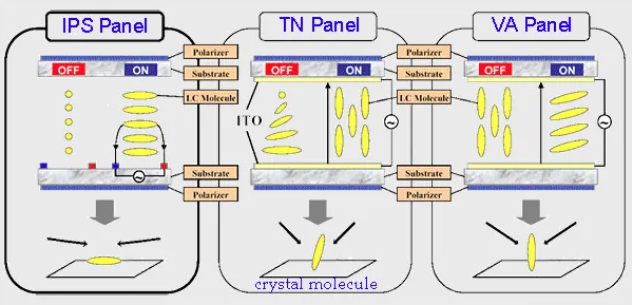 IPS Panel
TN Panel
VA Panel
Polarizer
Polarizer
OFF
ON
Substrate
OFF
ON
Substrate
OFF
ON
LC Molecule
LC Molecule
ITO
~
~
~
Substrate
Substrate
Polarizer
Polarizer
crystal molecule